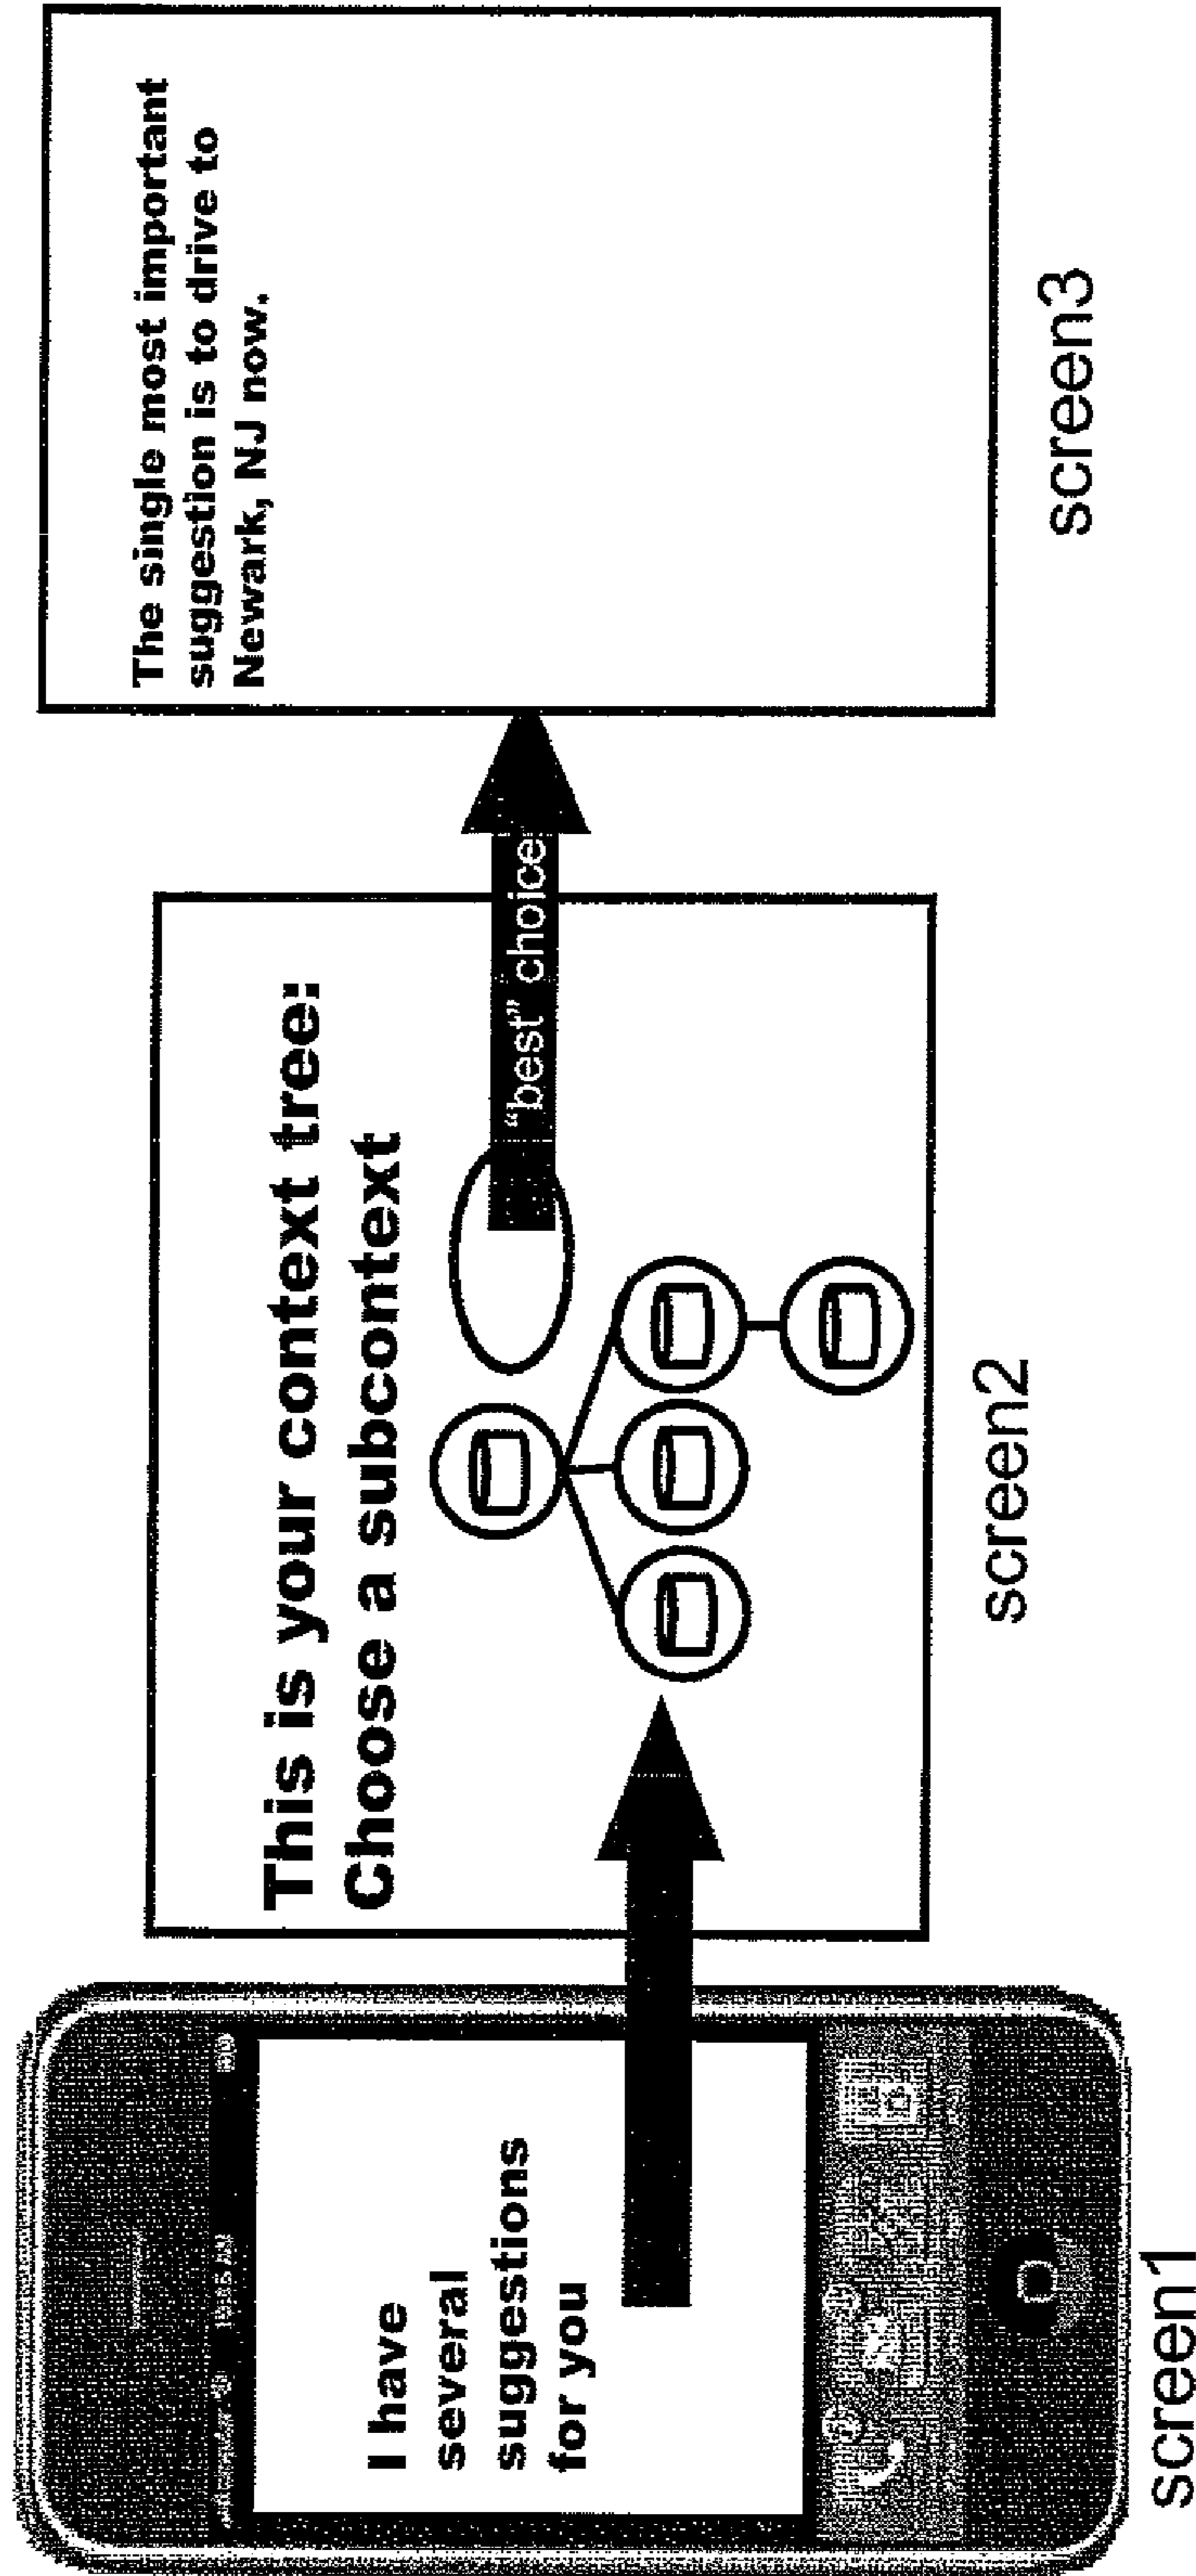 I have
several
suggestions
for you
screen1
This is your context tree:
Choose a subcontext
"best" choice
screen2
The single most important
suggestion is to drive to
Newark, NJ now.
screen3